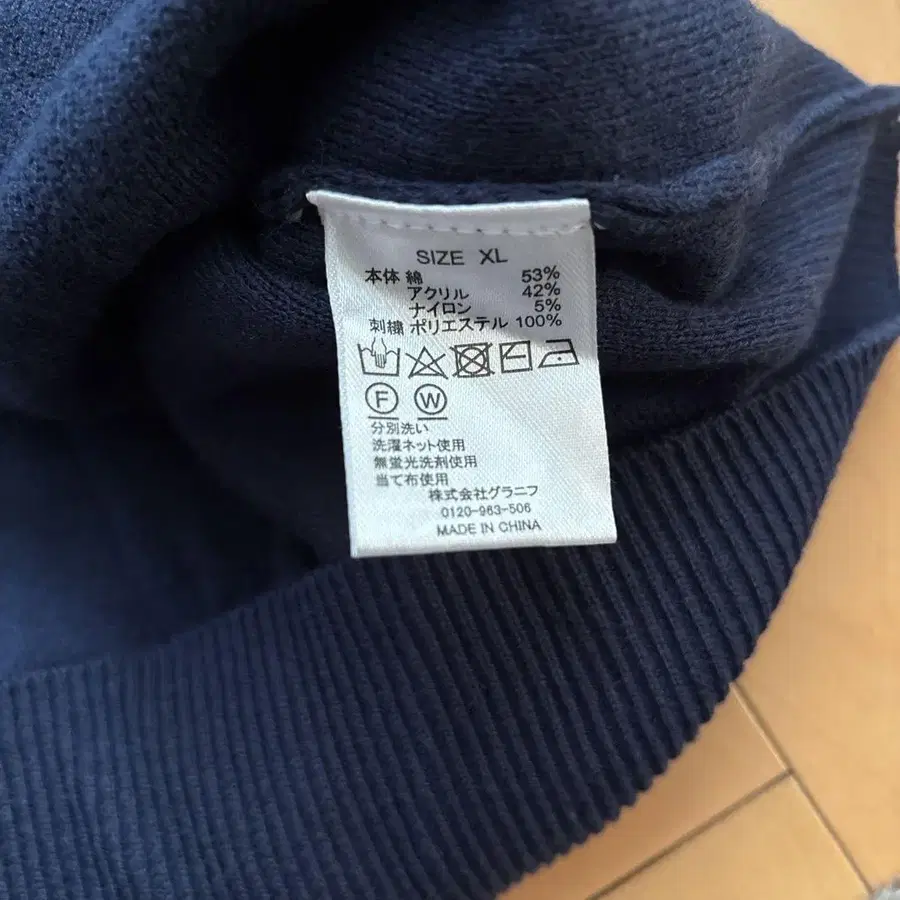 SIZE XL
本体 綿 53%
アクリル 42%
ナイロン 5%
刺繍 ポリエステル 100%
F W
分別洗い
洗濯ネット使用
無蛍光洗剤使用
当て布使用
株式会社グラニフ
0120-963-506
MADE IN CHINA